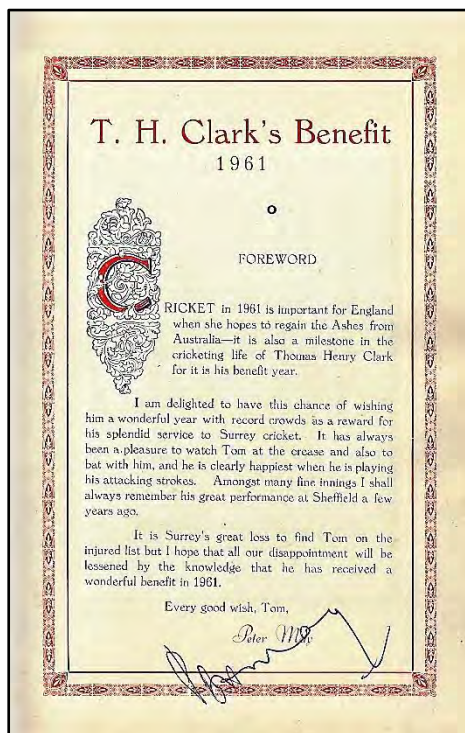 T. H. Clark's Benefit
1961
FOREWORD
CRICKET in 1961 is important for England
when she hopes to regain the Ashes from
Australia—it is also a milestone in the
cricketing life of Thomas Henry Clark
for it is his benefit year.
I am delighted to have this chance of wishing
him a wonderful year with record crowds as a reward for
his splendid service to Surrey cricket. It has always
been a pleasure to watch Tom at the crease and also to
bat with him, and he is clearly happiest when he is playing
his attacking strokes. Amongst many fine innings I shall
always remember his great performance at Sheffield a few
years ago.
It is Surrey's great loss to find Tom on the
injured list but I hope that all our disappointment will be
lessened by the knowledge that he has received a
wonderful benefit in 1961.
Every good wish, Tom,
Peter